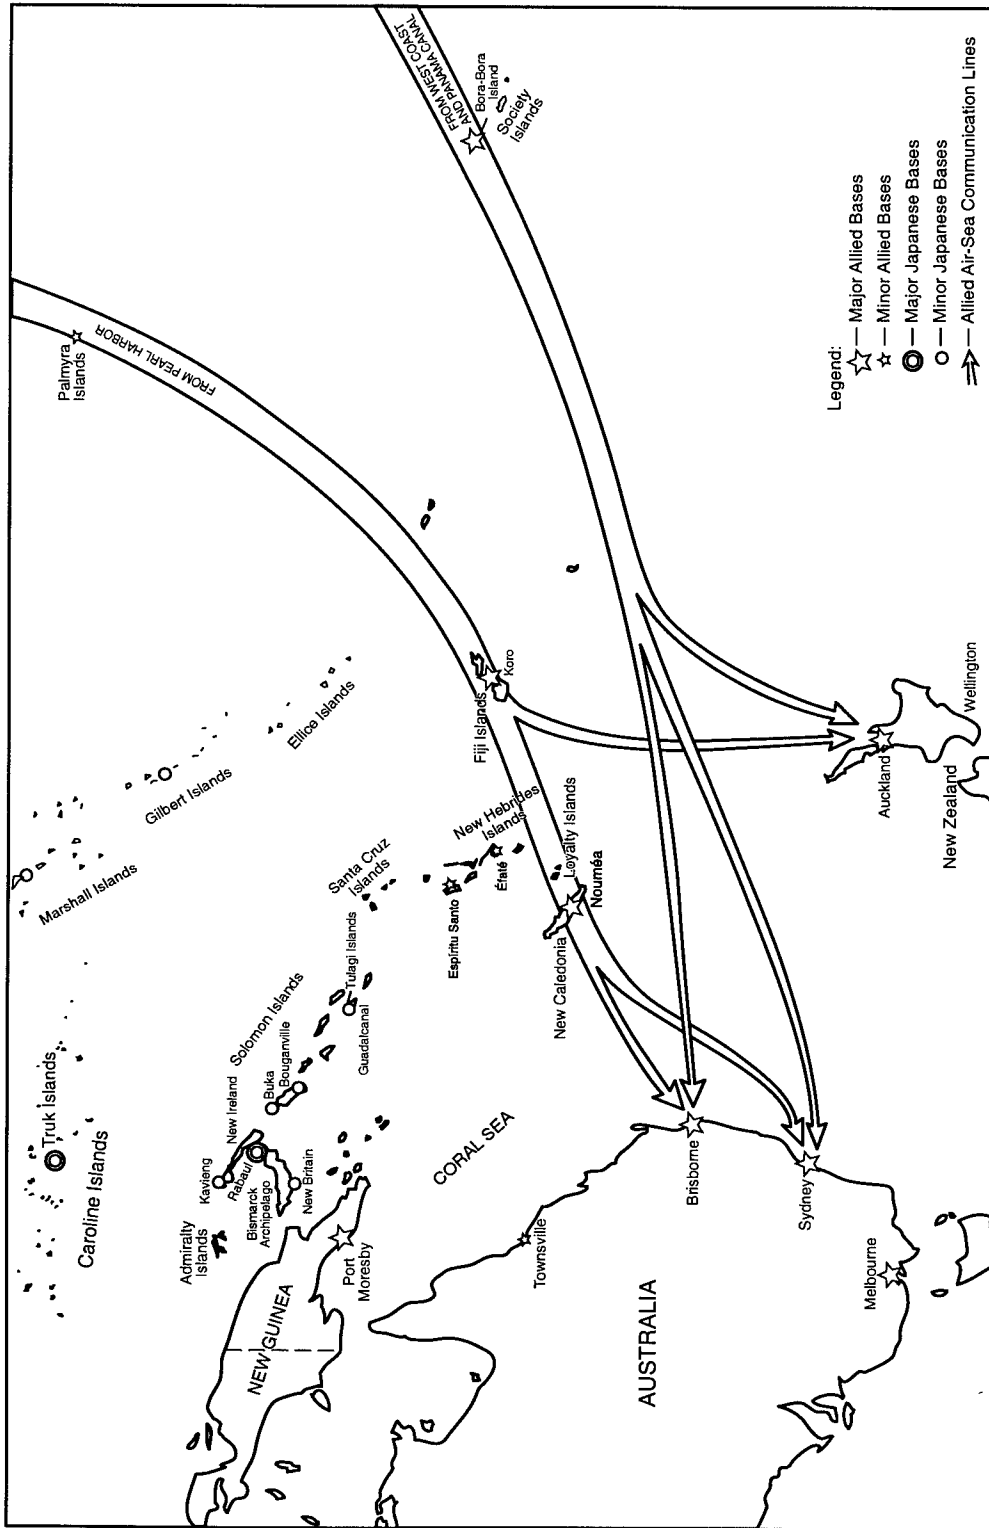 FROM WEST COAST
AND PANAMA CANAL
Bora-Bora
Island
Society
Islands
Palmyra
Islands
FROM PEARL HARBOR
Legend:
— Major Allied Bases
— Minor Allied Bases
— Major Japanese Bases
— Minor Japanese Bases
— Allied Air-Sea Communication Lines
Marshall Islands
Gilbert Islands
Ellice Islands
Fiji Islands
Koro
Santa Cruz
Islands
New Hebrides
Islands
Espiritu Santo
Éfaté
Loyalty Islands
Nouméa
New Caledonia
Auckland
Wellington
New Zealand
Truk Islands
Caroline Islands
Solomon Islands
Tulagi Islands
Guadalcanal
Buka
Bouganville
New Ireland
Kavieng
Rabaul
Bismarck
Archipelago
New Britain
Admiralty
Islands
NEW GUINEA
Port
Moresby
CORAL SEA
Townsville
Brisborne
Sydney
Melbourne
AUSTRALIA